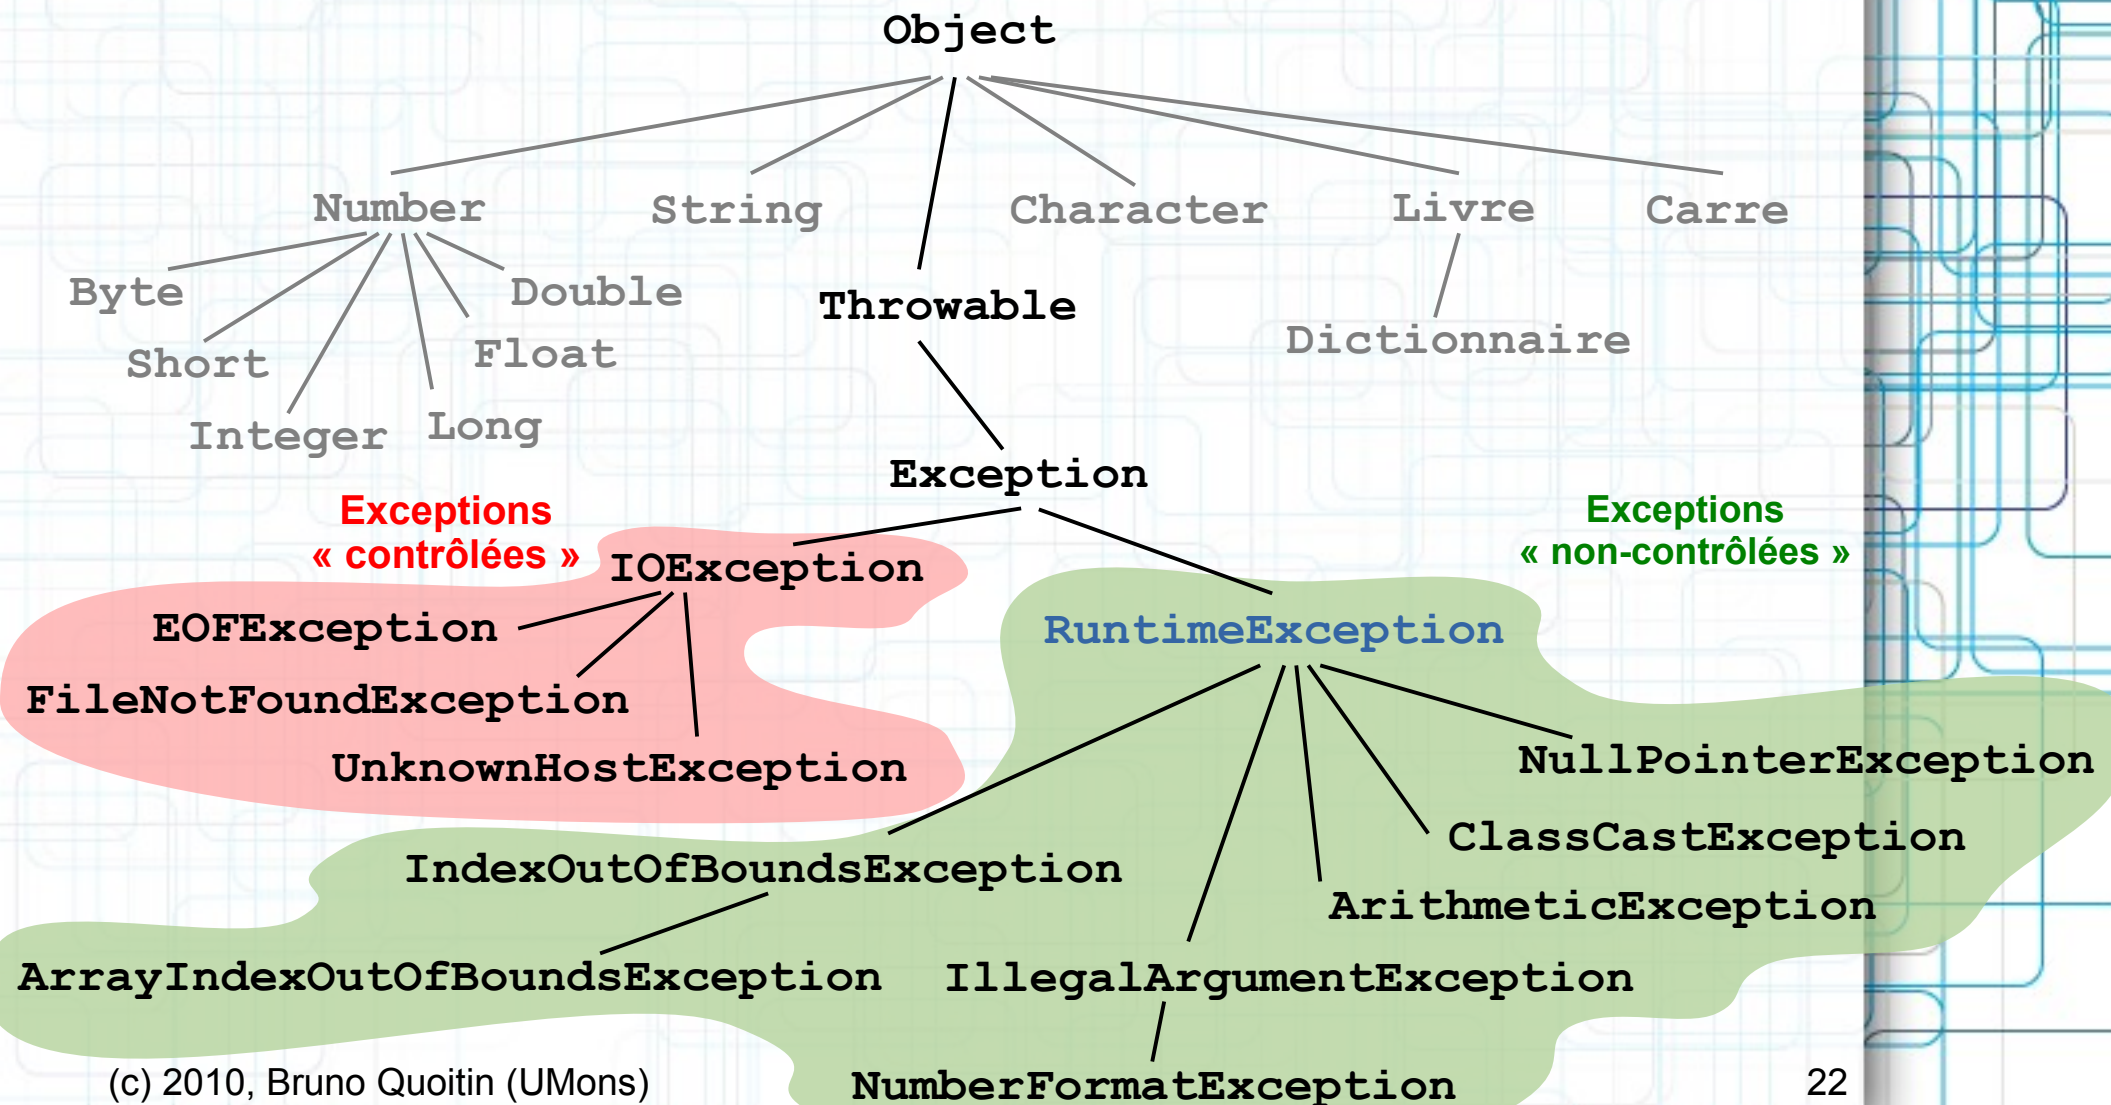 Object
Number String Character Livre Carre
Byte Double Throwable
Short Float Dictionnaire
Integer Long
Exception
Exceptions
« contrôlées »
Exceptions
« non-contrôlées »
IOException
EOFException
RuntimeException
FileNotFoundException
UnknownHostException
NullPointerException
ClassCastException
IndexOutOfBoundsException
ArithmeticException
ArrayIndexOutOfBoundsException
IllegalArgumentException
NumberFormatException
(c) 2010, Bruno Quoitin (UMons)
22